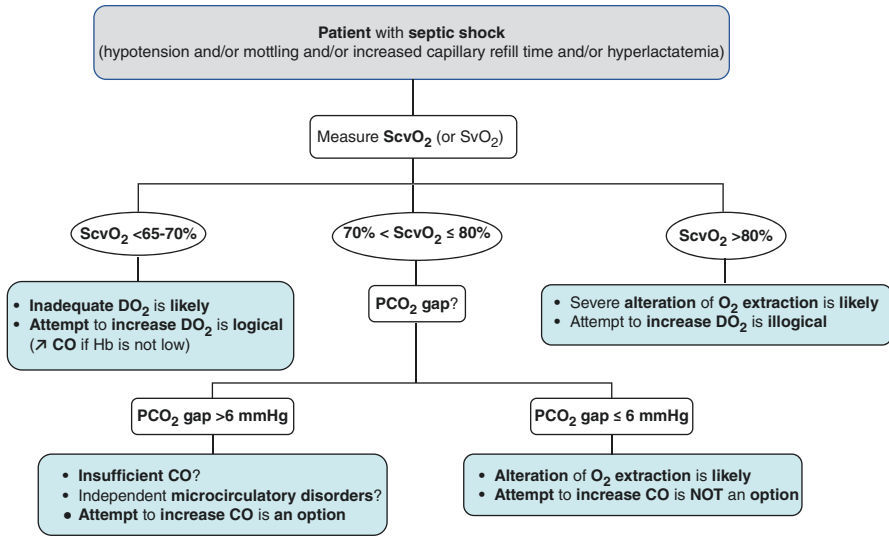 Patient with septic shock
(hypotension and/or mottling and/or increased capillary refill time and/or hyperlactatemia)
Measure ScvO₂ (or SvO₂)
ScvO₂ <65-70%
70% < ScvO₂ ≤ 80%
ScvO₂ >80%
• Inadequate DO₂ is likely
• Attempt to increase DO₂ is logical
(↗ CO if Hb is not low)
PCO₂ gap?
• Severe alteration of O₂ extraction is likely
• Attempt to increase DO₂ is illogical
PCO₂ gap >6 mmHg
PCO₂ gap ≤ 6 mmHg
• Insufficient CO?
• Independent microcirculatory disorders?
• Attempt to increase CO is an option
• Alteration of O₂ extraction is likely
• Attempt to increase CO is NOT an option